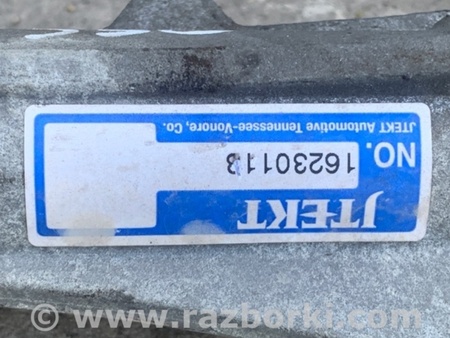 JTEKT
NO. 16230113
JTEKT Automotive Tennessee-Vonore, Co.
www.razborki.com